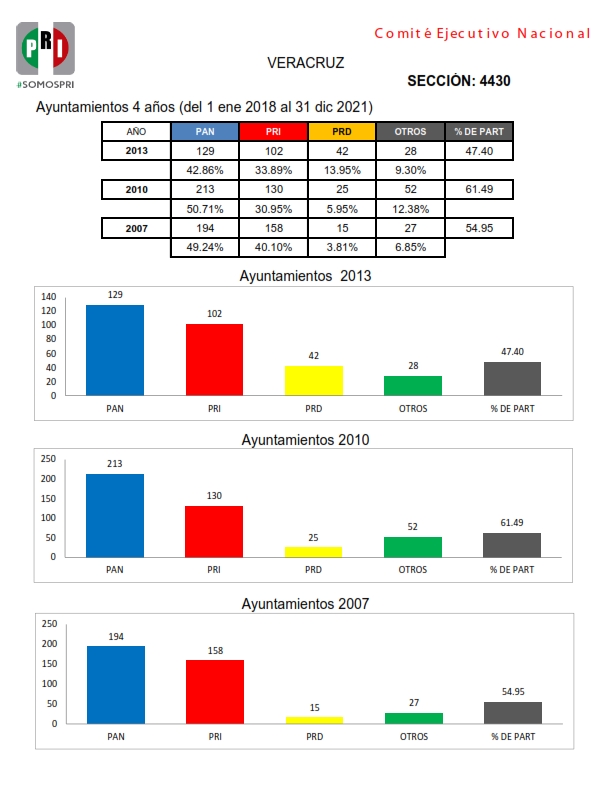 Comité Ejecutivo Nacional
PRI
#SOMOSPRI
VERACRUZ
SECCIÓN: 4430
Ayuntamientos 4 años (del 1 ene 2018 al 31 dic 2021)
AÑO PAN PRI PRD OTROS % DE PART
2013 129 102 42 28 47.40
42.86% 33.89% 13.95% 9.30%
2010 213 130 25 52 61.49
50.71% 30.95% 5.95% 12.38%
2007 194 158 15 27 54.95
49.24% 40.10% 3.81% 6.85%
Ayuntamientos 2013
140
120
100
80
60
40
20
0
129 102 42 28 47.40
PAN PRI PRD OTROS % DE PART
Ayuntamientos 2010
250
200
150
100
50
0
213 130 25 52 61.49
PAN PRI PRD OTROS % DE PART
Ayuntamientos 2007
250
200
150
100
50
0
194 158 15 27 54.95
PAN PRI PRD OTROS % DE PART